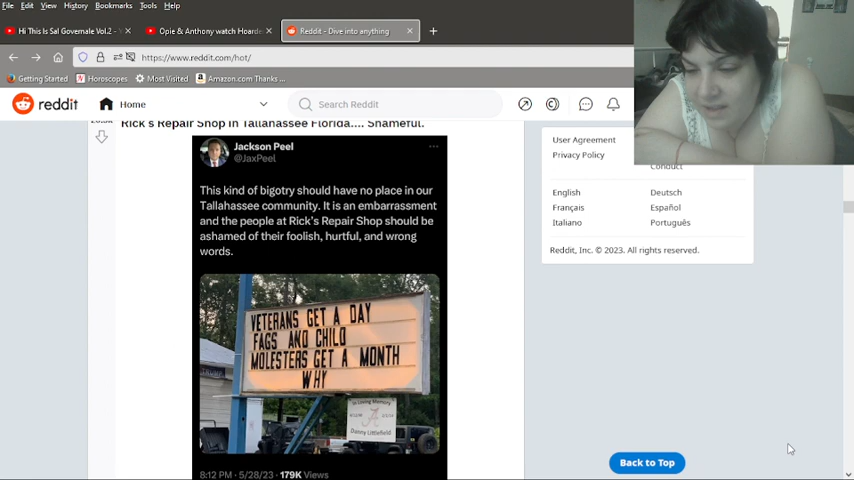 File Edit View History Bookmarks Tools Help
Hi This Is Sal Governale Vol.2 -
Opie & Anthony watch Hoarde
Reddit - Dive into anything
https://www.reddit.com/hot/
Getting Started Horoscopes Most Visited Amazon.com Thanks ...
reddit Home Search Reddit
Rick's Repair Shop in Tallahassee Florida.... Shameful.
Jackson Peel
@JaxPeel
This kind of bigotry should have no place in our
Tallahassee community. It is an embarrassment
and the people at Rick's Repair Shop should be
ashamed of their foolish, hurtful, and wrong
words.
VETERANS GET A DAY
FAGS AND CHILD
MOLESTERS GET A MONTH
WHY
TRUMP
In Loving Memory
Danny Littlefield
8:12 PM · 5/28/23 · 179K Views
User Agreement
Privacy Policy
Conduct
English Deutsch
Français Español
Italiano Português
Reddit, Inc. © 2023. All rights reserved.
Back to Top